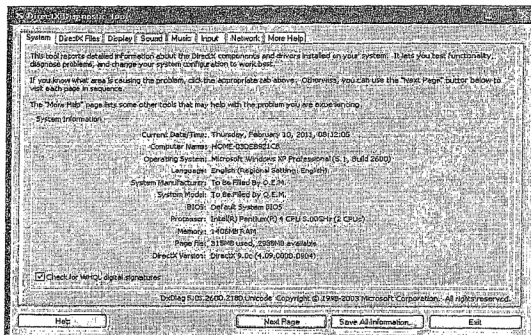 DirectX Diagnostic Tool
System DirectX Files Display Sound Music Input Network More Help
This tool reports detailed information about the DirectX components and drivers installed on your system. It lets you test functionality,
diagnose problems, and change your system configuration to work best.
If you know what area is causing the problem, click the appropriate tab above. Otherwise, you can use the "Next Page" button below to
visit each page in sequence.
The "More Help" page lists some other tools that may help with the problem you are experiencing.
System Information
Current Date/Time: Thursday, February 10, 2011, 08:12:05
Computer Name:
Operating System: Microsoft Windows XP Professional (5.1, Build 2600)
Language: English (Regional Setting: English)
System Manufacturer: To Be Filled By O.E.M.
System Model: To Be Filled By O.E.M.
BIOS: Default System BIOS
Processor: Intel(R) Pentium(R) 4 CPU 3.00GHz (2 CPUs)
Memory: RAM
Page file: used, available
DirectX Version: DirectX 9.0c (4.09.0000.0904)
Check for WHQL digital signatures
DxDiag 5.03.2600.2180 Unicode Copyright © 1998-2003 Microsoft Corporation. All rights reserved.
Help Next Page Save All Information... Exit